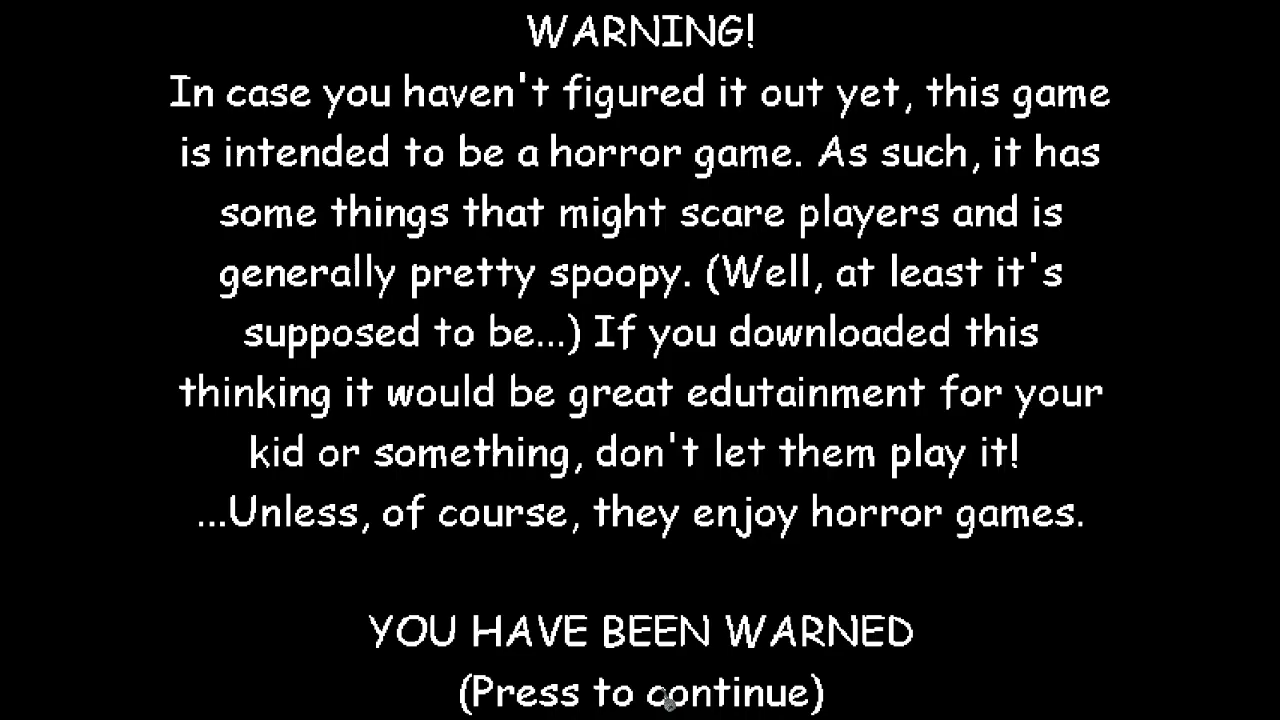 WARNING!
In case you haven't figured it out yet, this game
is intended to be a horror game. As such, it has
some things that might scare players and is
generally pretty spoopy. (Well, at least it's
supposed to be...) If you downloaded this
thinking it would be great edutainment for your
kid or something, don't let them play it!
...Unless, of course, they enjoy horror games.
YOU HAVE BEEN WARNED
(Press to continue)